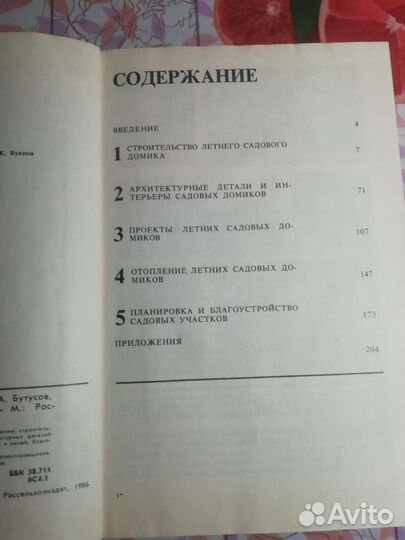 К. Букина
А. Бутусов,
— М.: Рос-
ББК 38.711
6С4.1
Россельхозиздат, 1986
СОДЕРЖАНИЕ
ВВЕДЕНИЕ 4
1 СТРОИТЕЛЬСТВО ЛЕТНЕГО САДОВОГО
ДОМИКА 7
2 АРХИТЕКТУРНЫЕ ДЕТАЛИ И ИН-
ТЕРЬЕРЫ САДОВЫХ ДОМИКОВ 71
3 ПРОЕКТЫ ЛЕТНИХ САДОВЫХ ДО-
МИКОВ 107
4 ОТОПЛЕНИЕ ЛЕТНИХ САДОВЫХ ДО-
МИКОВ 147
5 ПЛАНИРОВКА И БЛАГОУСТРОЙСТВО
САДОВЫХ УЧАСТКОВ 173
ПРИЛОЖЕНИЯ 204
1*
Avito